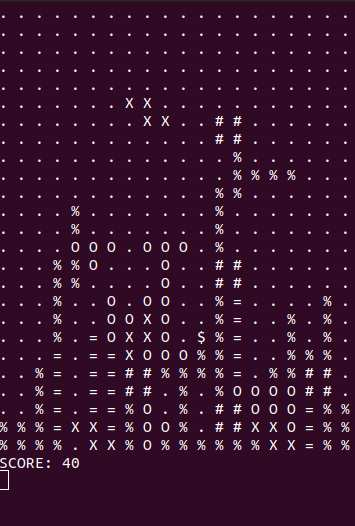 . . . . . . . . . . . . . . . . . . . .
. . . . . . . . . . . . . . . . . . . .
. . . . . . . . . . . . . . . . . . . .
. . . . . . . . . . . . . . . . . . . .
. . . . . . . . . . . . . . . . . . . .
. . . . . . . X X . . . . . . . . . . .
. . . . . . . . X X . . # # . . . . . .
. . . . . . . . . . . . # # . . . . . .
. . . . . . . . . . . . . % . . . . . .
. . . . . . . . . . . . . % % % % . . .
. . . . . . . . . . . . % % . . . . . .
. . . . % . . . . . . . % . . . . . . .
. . . . % . . . . . . . % . . . . . . .
. . . . O O O . O O O . % . . . . . . .
. . . % % O . . . O . . # # . . . . . .
. . . % % . . . . O . . # # . . . . . .
. . . % . . O . O O . . % = . . . . % .
. . . % . . O O X O . . % = . . % . % .
. . . % . = O X X O . $ % = . . % . % .
. . . = . = = X O O O % % = . . % % % .
. . % = . = = # # % % % % = . % % # # .
. . % = . = = # # . % . % O O O O # # .
. . % = . = = % O . % . # # O O O = % %
% % % = X X = % O O % . # # X X O = % %
% % % % . X X % O % % % % % % X X = % %
SCORE: 40